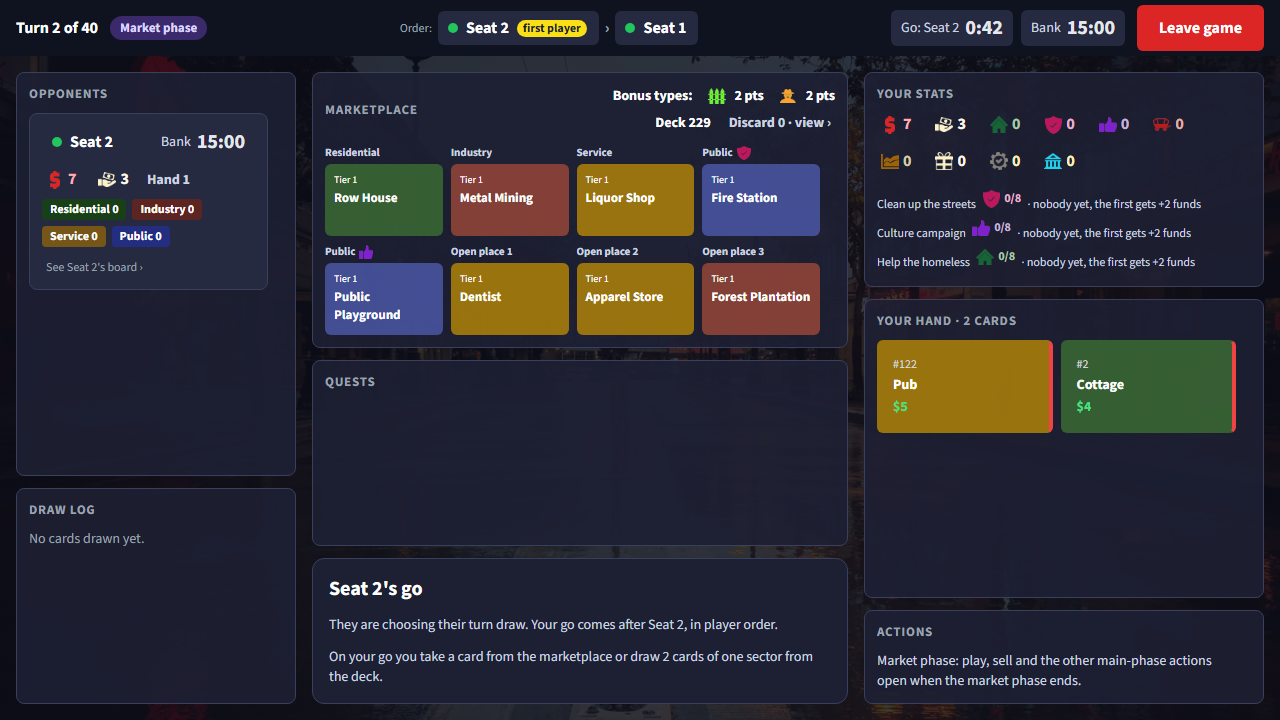 Turn 2 of 40 Market phase Order: Seat 2 first player › Seat 1 Go: Seat 2 0:42 Bank 15:00 Leave game
OPPONENTS
Seat 2 Bank 15:00
7 3 Hand 1
Residential 0 Industry 0
Service 0 Public 0
See Seat 2's board ›
DRAW LOG
No cards drawn yet.
MARKETPLACE
Bonus types: 2 pts 2 pts
Deck 229 Discard 0 · view ›
Residential Industry Service Public
Tier 1 Tier 1 Tier 1 Tier 1
Row House Metal Mining Liquor Shop Fire Station
Public Open place 1 Open place 2 Open place 3
Tier 1 Tier 1 Tier 1 Tier 1
Public Playground Dentist Apparel Store Forest Plantation
QUESTS
Seat 2's go
They are choosing their turn draw. Your go comes after Seat 2, in player order.
On your go you take a card from the marketplace or draw 2 cards of one sector from
the deck.
YOUR STATS
7 3 0 0 0 0
0 0 0 0
Clean up the streets 0/8 · nobody yet, the first gets +2 users
Culture campaign 0/8 · nobody yet, the first gets +2 users
Help the homeless 0/8 · nobody yet, the first gets +2 users
YOUR HAND · 2 CARDS
#122 #2
Pub Cottage
$5 $4
ACTIONS
Market phase: play, sell and the other main-phase actions
open when the market phase ends.